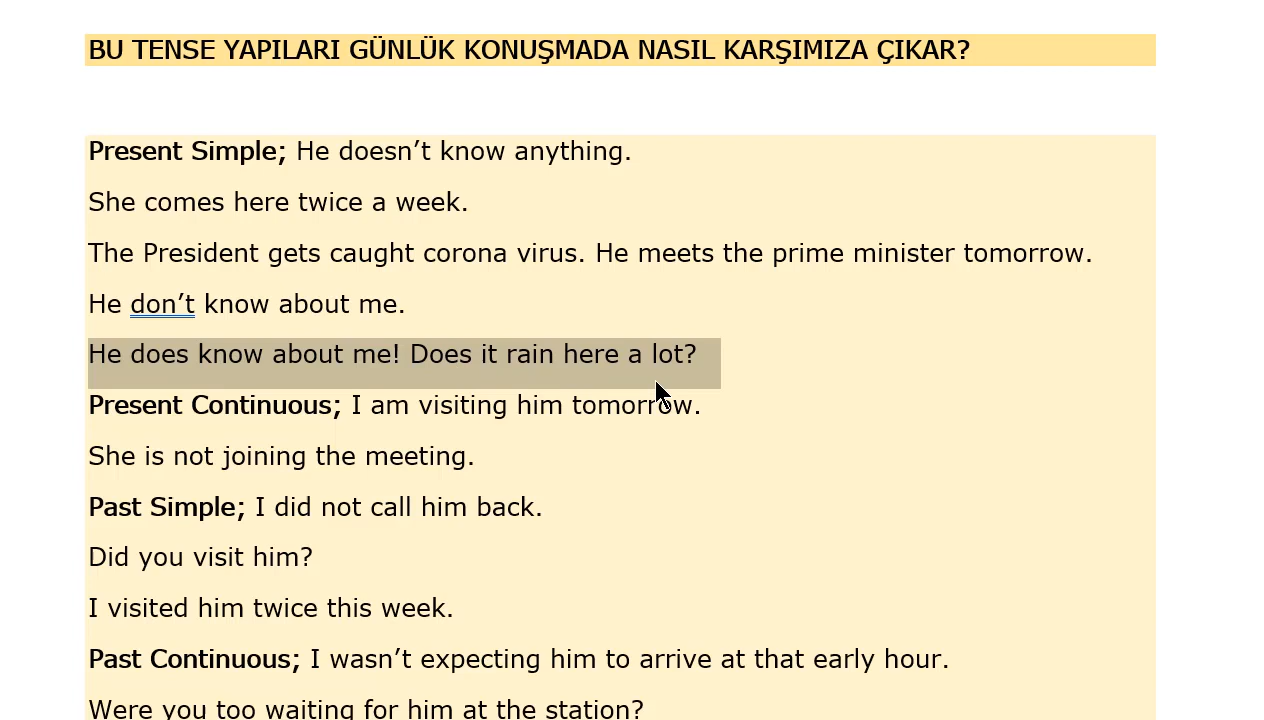 BU TENSE YAPILARI GÜNLÜK KONUŞMADA NASIL KARŞIMIZA ÇIKAR?
Present Simple; He doesn’t know anything.
She comes here twice a week.
The President gets caught corona virus. He meets the prime minister tomorrow.
He don’t know about me.
He does know about me! Does it rain here a lot?
Present Continuous; I am visiting him tomorrow.
She is not joining the meeting.
Past Simple; I did not call him back.
Did you visit him?
I visited him twice this week.
Past Continuous; I wasn’t expecting him to arrive at that early hour.
Were you too waiting for him at the station?